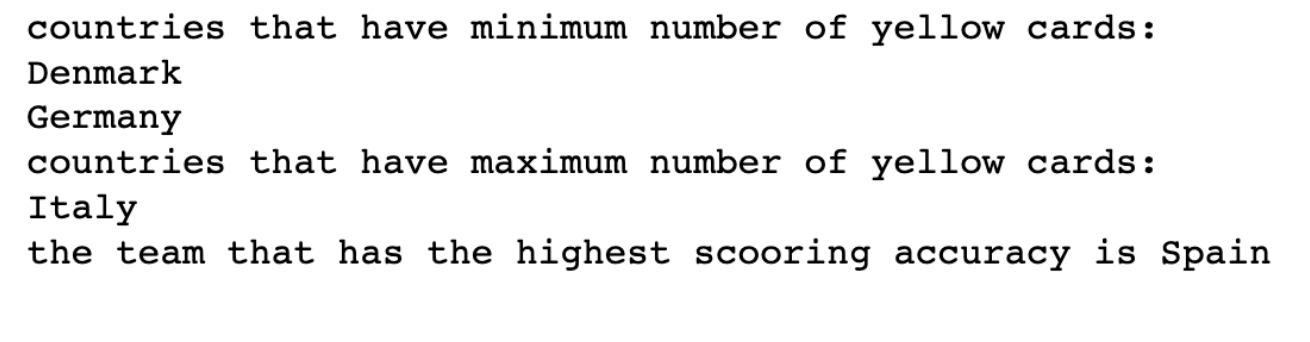 countries that have minimum number of yellow cards:
Denmark
Germany
countries that have maximum number of yellow cards:
Italy
the team that has the highest scooring accuracy is Spain